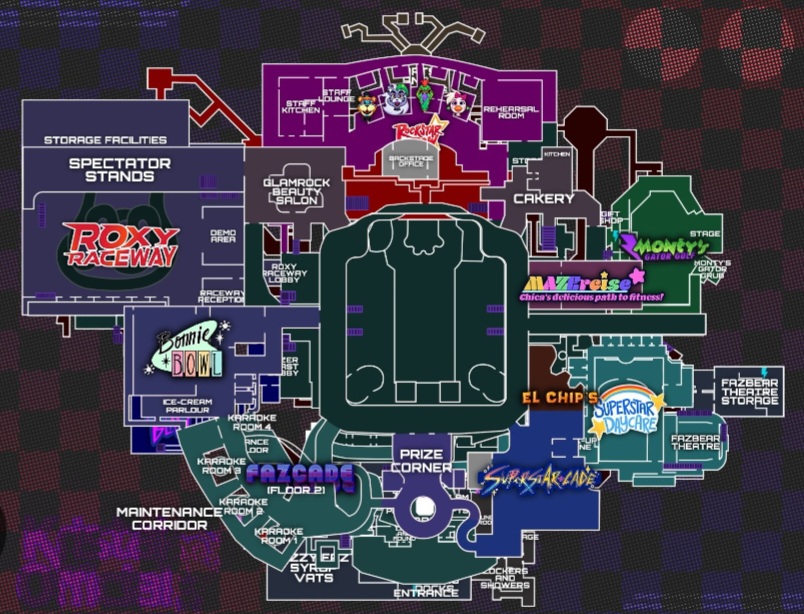 STAFF
LOUNGE
STAFF
KITCHEN
REHEARSAL
ROOM
ROCKSTAR
BACKSTAGE
OFFICE
STORAGE FACILITIES
SPECTATOR
STANDS
KITCHEN
GLAMROCK
BEAUTY
SALON
CAKERY
GIFT
SHOP
ROXY
RACEWAY
DEMO
AREA
STAGE
MONTY'S
GATOR GOLF
MONTY'S
GATOR
GRUB
ROXY
RACEWAY
LOBBY
RACEWAY
RECEPTION
MAZERcise
Chica's delicious path to fitness!
Bonnie
BOWL
ICE-CREAM
PARLOUR
EL CHIP'S
SUPERSTAR
DAYCARE
FAZBEAR
THEATRE
STORAGE
FAZBEAR
THEATRE
KARAOKE
ROOM 4
KARAOKE
ROOM 3
FAZCADE
(FLOOR 2)
PRIZE
CORNER
SUPERSTARCADE
KARAOKE
ROOM 2
MAINTENANCE
CORRIDOR
KARAOKE
ROOM 1
SYRUP
VATS
LOCKERS
AND
SHOWERS
ENTRANCE